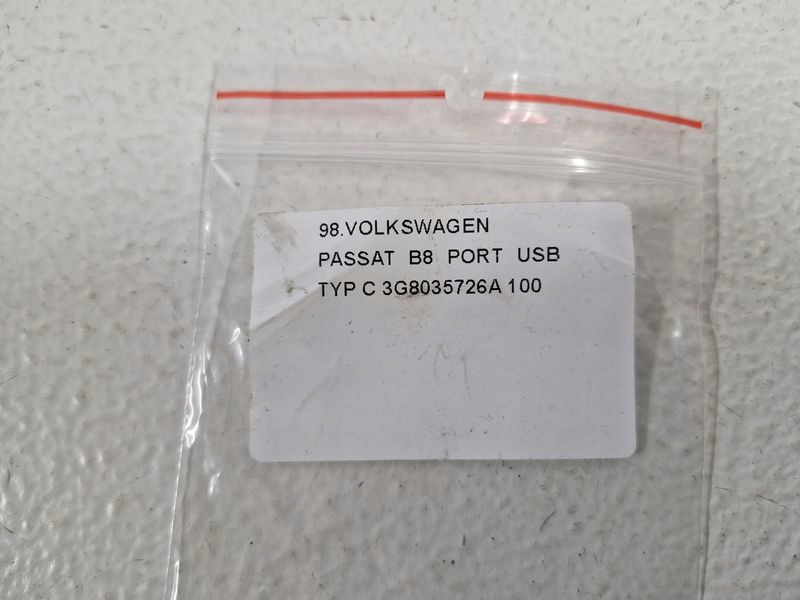 98.VOLKSWAGEN
PASSAT B8 PORT USB
TYP C 3G8035726A 100